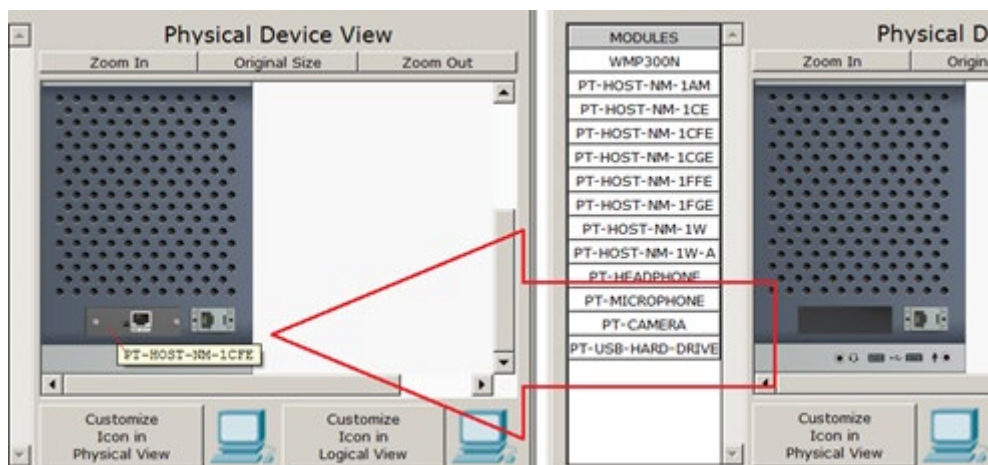 Physical Device View
Zoom In
Original Size
Zoom Out
PT-HOST-NM-1CFE
Customize
Icon in
Physical View
Customize
Icon in
Logical View
MODULES
WMP300N
PT-HOST-NM-1AM
PT-HOST-NM-1CE
PT-HOST-NM-1CFE
PT-HOST-NM-1CGE
PT-HOST-NM-1FFE
PT-HOST-NM-1FGE
PT-HOST-NM-1W
PT-HOST-NM-1W-A
PT-HEADPHONE
PT-MICROPHONE
PT-CAMERA
PT-USB-HARD-DRIVE
Physical D
Zoom In
Origin
Customize
Icon in
Physical View